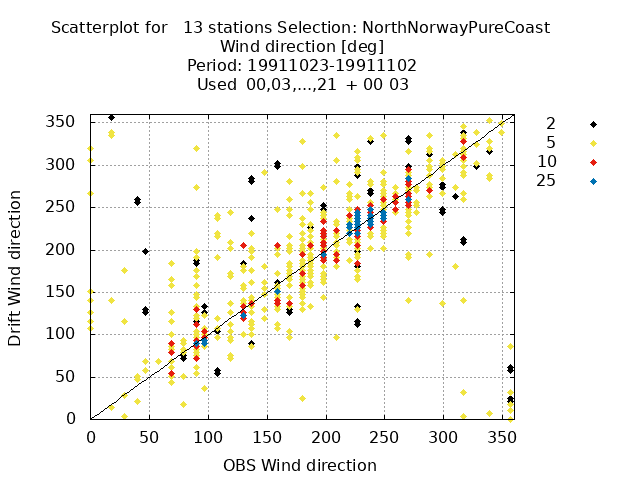 Scatterplot for   13 stations Selection: NorthNorwayPureCoast
Wind direction [deg]
Period: 19911023-19911102
Used  00,03,...,21  + 00 03
2
5
10
25
350
300
250
200
150
100
50
0
Drift Wind direction
0 50 100 150 200 250 300 350
OBS Wind direction